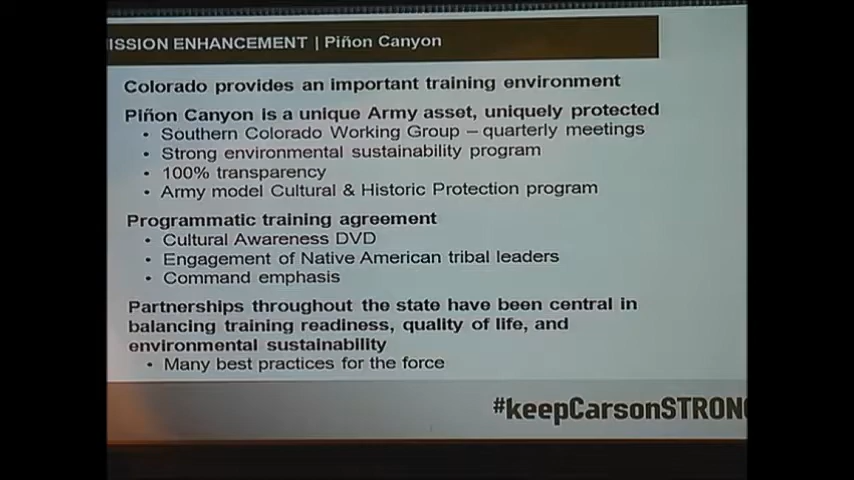 ISSION ENHANCEMENT | Piñon Canyon
Colorado provides an important training environment
Piñon Canyon is a unique Army asset, uniquely protected
• Southern Colorado Working Group – quarterly meetings
• Strong environmental sustainability program
• 100% transparency
• Army model Cultural & Historic Protection program
Programmatic training agreement
• Cultural Awareness DVD
• Engagement of Native American tribal leaders
• Command emphasis
Partnerships throughout the state have been central in
balancing training readiness, quality of life, and
environmental sustainability
• Many best practices for the force
#keepCarsonSTRONG